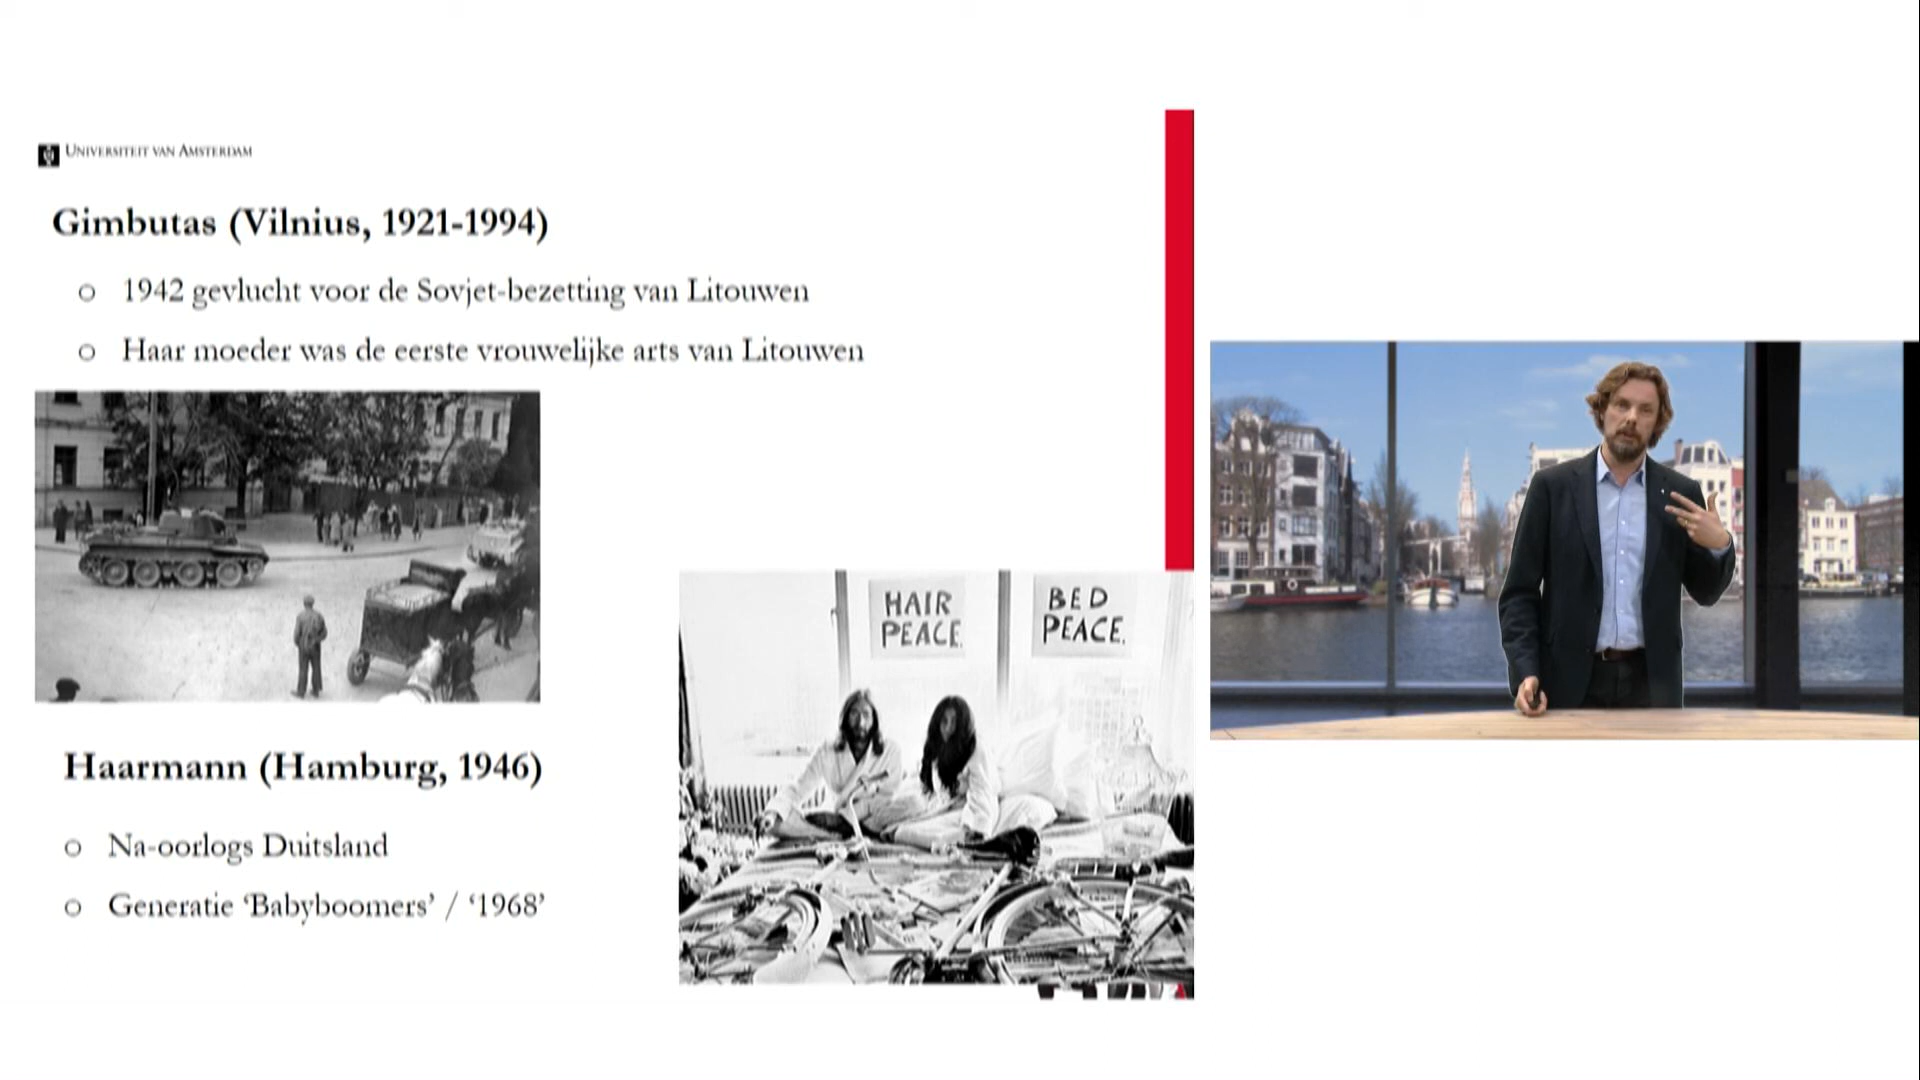 UNIVERSITEIT VAN AMSTERDAM
Gimbutas (Vilnius, 1921-1994)
1942 gevlucht voor de Sovjet-bezetting van Litouwen
Haar moeder was de eerste vrouwelijke arts van Litouwen
HAIR
PEACE.
BED
PEACE.
Haarmann (Hamburg, 1946)
Na-oorlogs Duitsland
Generatie ‘Babyboomers’ / ‘1968’